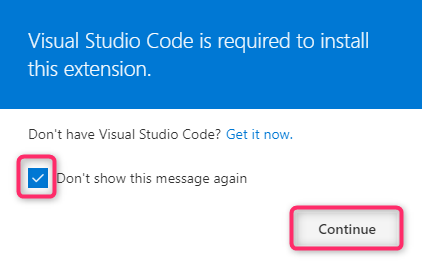 Visual Studio Code is required to install
this extension.
Don't have Visual Studio Code? Get it now.
Don't show this message again
Continue